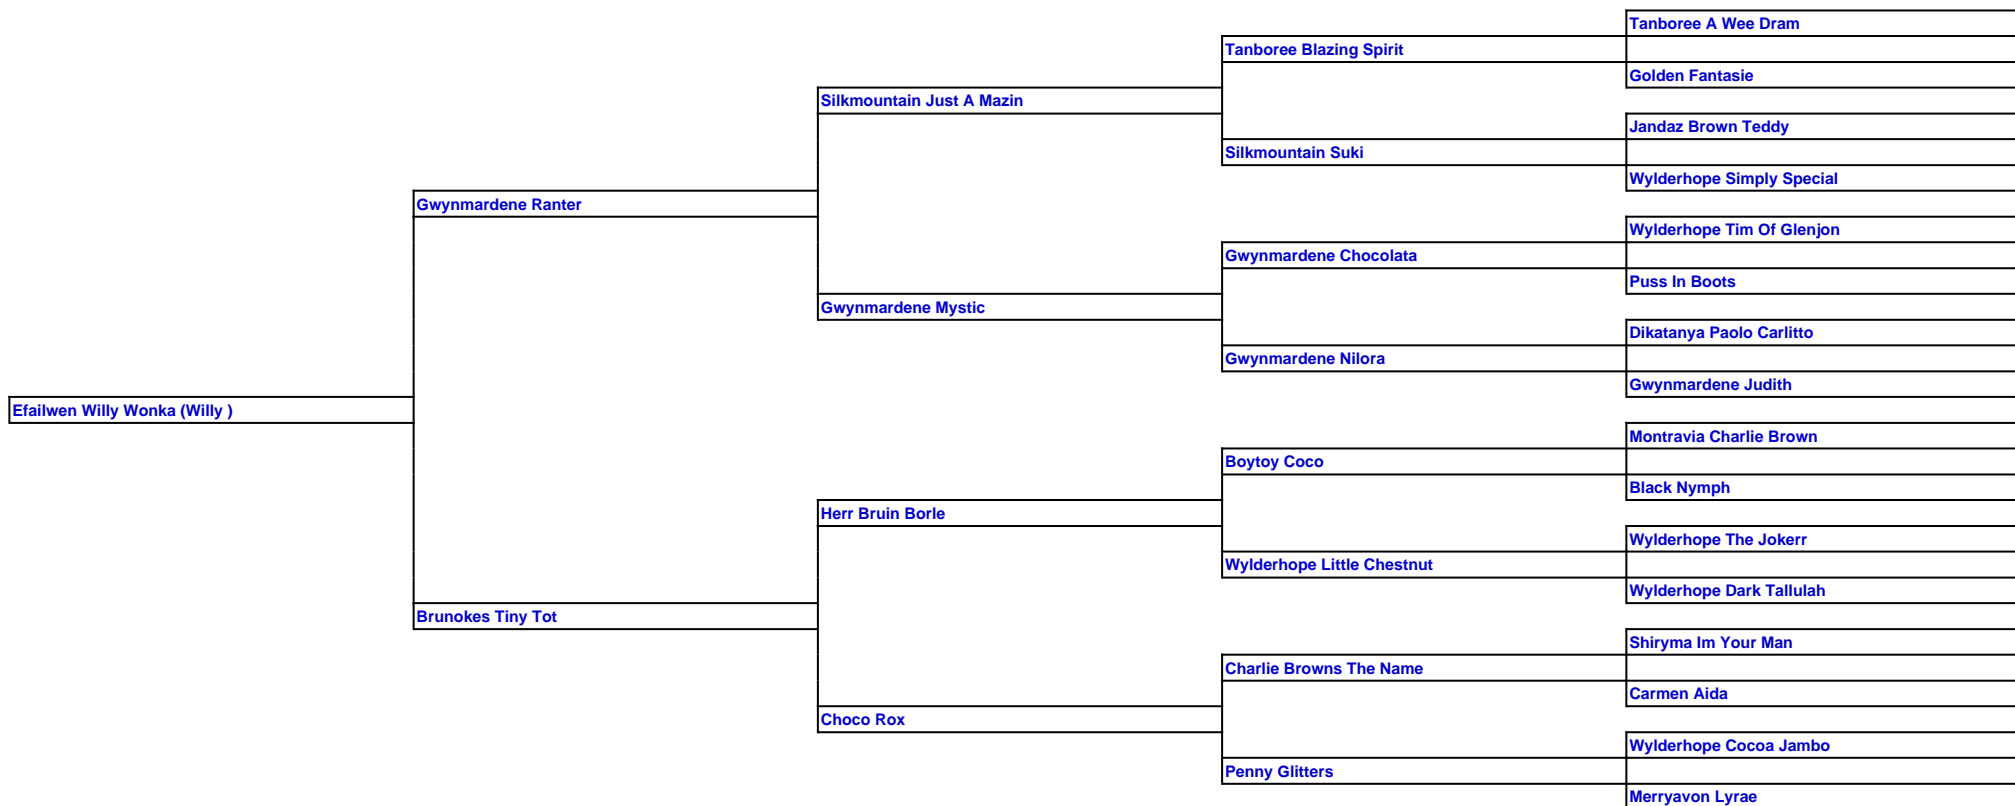 Tanboree A Wee Dram
Tanboree Blazing Spirit
Golden Fantasie
Silkmountain Just A Mazin
Jandaz Brown Teddy
Silkmountain Suki
Wylderhope Simply Special
Gwynmardene Ranter
Wylderhope Tim Of Glenjon
Gwynmardene Chocolata
Puss In Boots
Gwynmardene Mystic
Dikatanya Paolo Carlitto
Gwynmardene Nilora
Gwynmardene Judith
Efailwen Willy Wonka (Willy )
Montravia Charlie Brown
Boytoy Coco
Black Nymph
Herr Bruin Borle
Wylderhope The Jokerr
Wylderhope Little Chestnut
Wylderhope Dark Tallulah
Brunokes Tiny Tot
Shiryma Im Your Man
Charlie Browns The Name
Carmen Aida
Choco Rox
Wylderhope Cocoa Jambo
Penny Glitters
Merryavon Lyrae